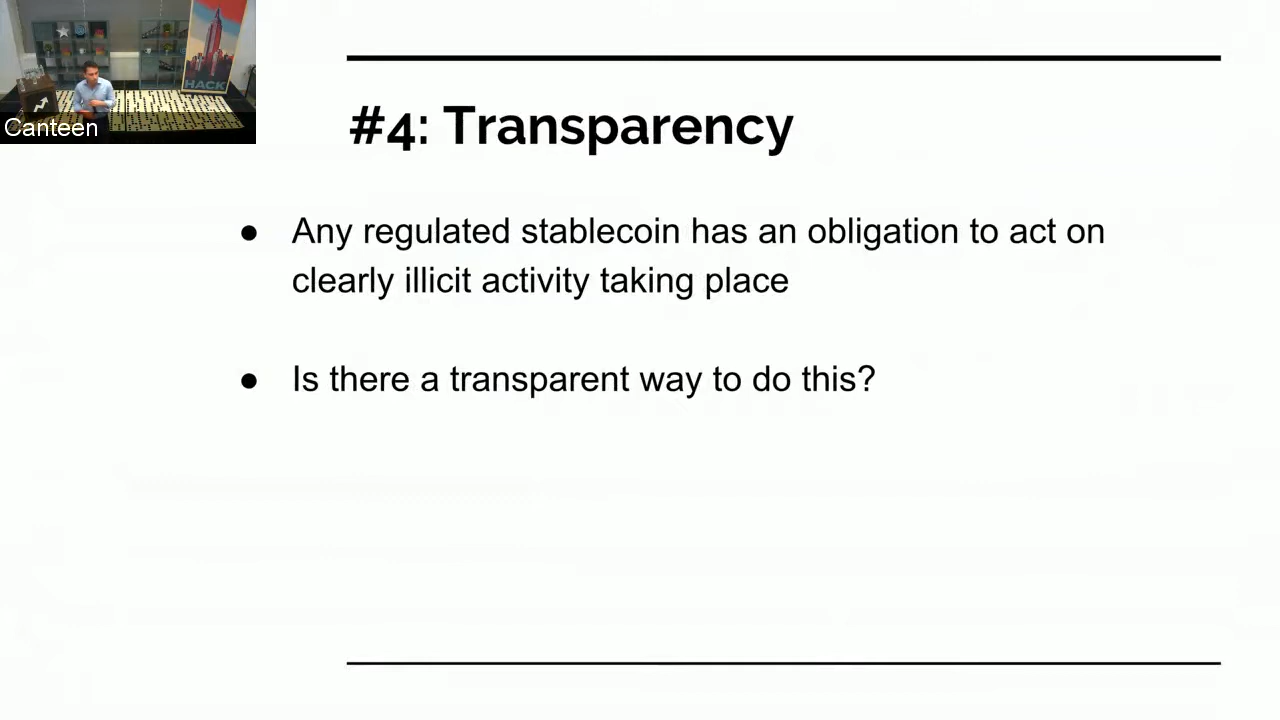 HACK
Canteen
#4: Transparency
● Any regulated stablecoin has an obligation to act on
clearly illicit activity taking place
● Is there a transparent way to do this?